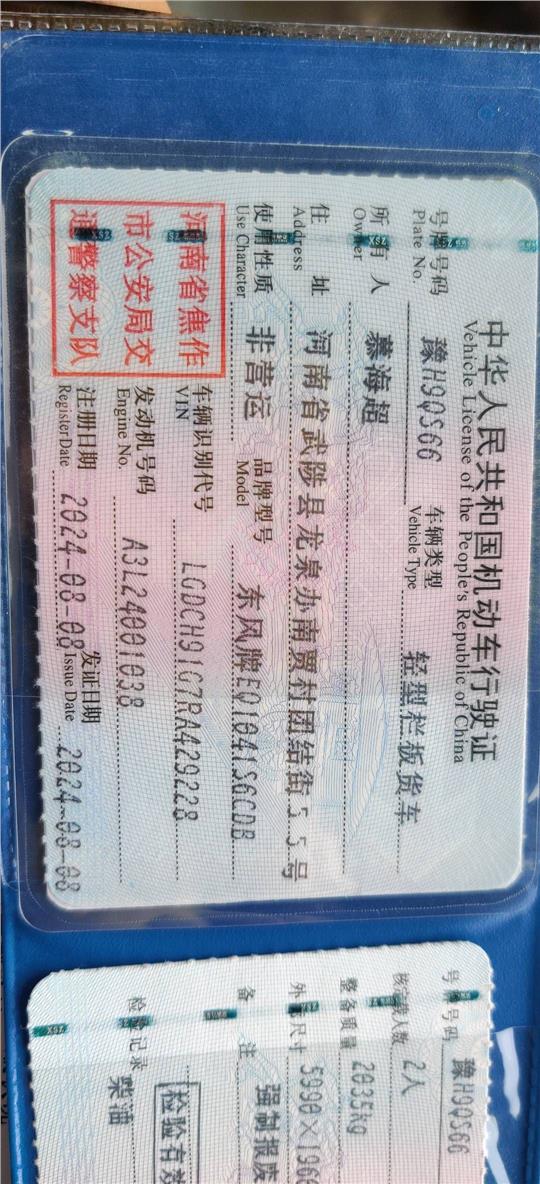 中华人民共和国机动车行驶证
Vehicle License of the People's Republic of China
号牌号码 豫H9QS66 车辆类型 轻型栏板货车
Plate No. Vehicle Type
所有人 慕海超
Owner
住址 河南省武陟县龙泉办南贾村团结街55号
Address
使用性质 非营运 品牌型号 东风牌EQ1041S6CDB
Use Character Model
河南省焦作
市公安局交
通警察支队
车辆识别代号 LGDCH91G7RA429228
VIN
发动机号码 A3L24001038
Engine No.
注册日期 2024-08-08 发证日期 2024-08-08
Register Date Issue Date
号牌号码 豫H9QS66
核定载人数 2人
整备质量 2035kg
外廓尺寸 5990×196
备注 强制报废
检验有效
检验记录 柴油